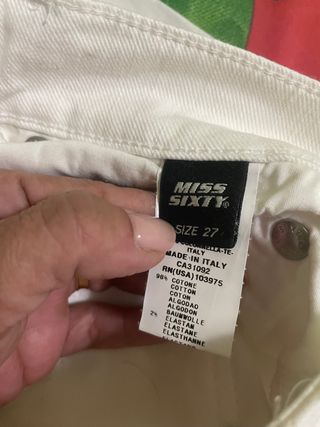 MISS
SIXTY®
SIZE 27
ITALY
MADE IN ITALY
CA31092
RN(USA)103975
98% COTONE
COTTON
COTON
ALGODAO
ALGODON
BAUMWOLLE
2% ELASTAN
ELASTANE
ELASTHANNE